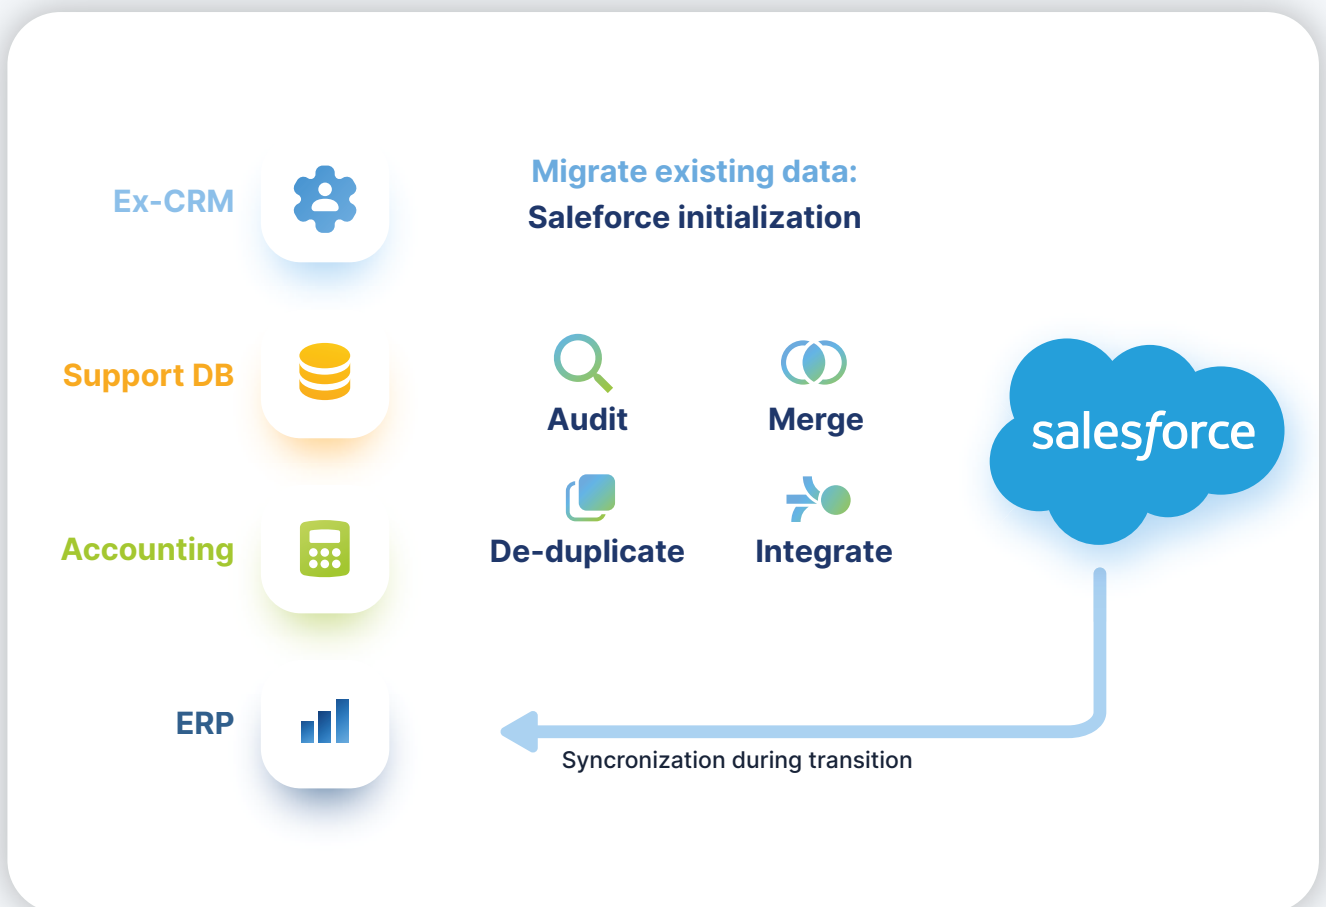 Ex-CRM
Support DB
Accounting
ERP
Migrate existing data:
Saleforce initialization
Audit
Merge
De-duplicate
Integrate
salesforce
Syncronization during transition